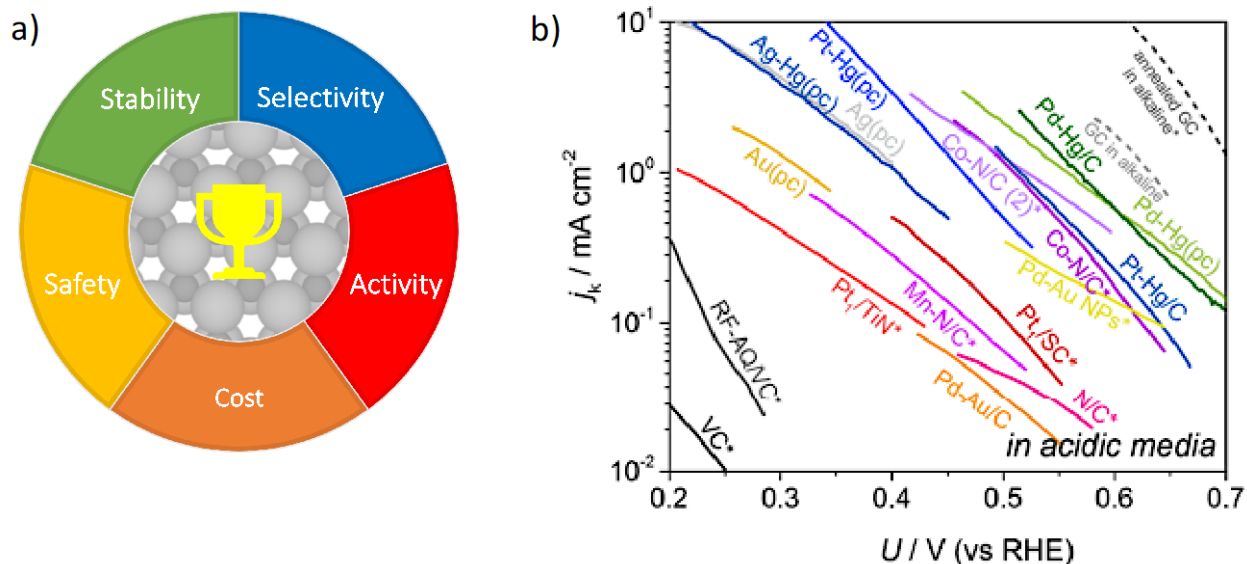 a)
Stability
Selectivity
Safety
Activity
Cost
b)
10¹
10⁰
10⁻¹
10⁻²
jₖ / mA cm⁻²
Ag-Hg(pc)
Ag(pc)
Pt-Hg(pc)
annealed GC
in alkaline*
GC in alkaline
Pd-Hg/C
Pd-Hg(pc)
Co-N/C (2)*
Co-N/C*
Pt-Hg/C
Pd-Au NPs*
Au(pc)
Pt₁/TiN*
Mn-N/C*
Pt₁/SC*
N/C*
Pd-Au/C
RF-AQ/VC*
VC*
in acidic media
0.2
0.3
0.4
0.5
0.6
0.7
U / V (vs RHE)